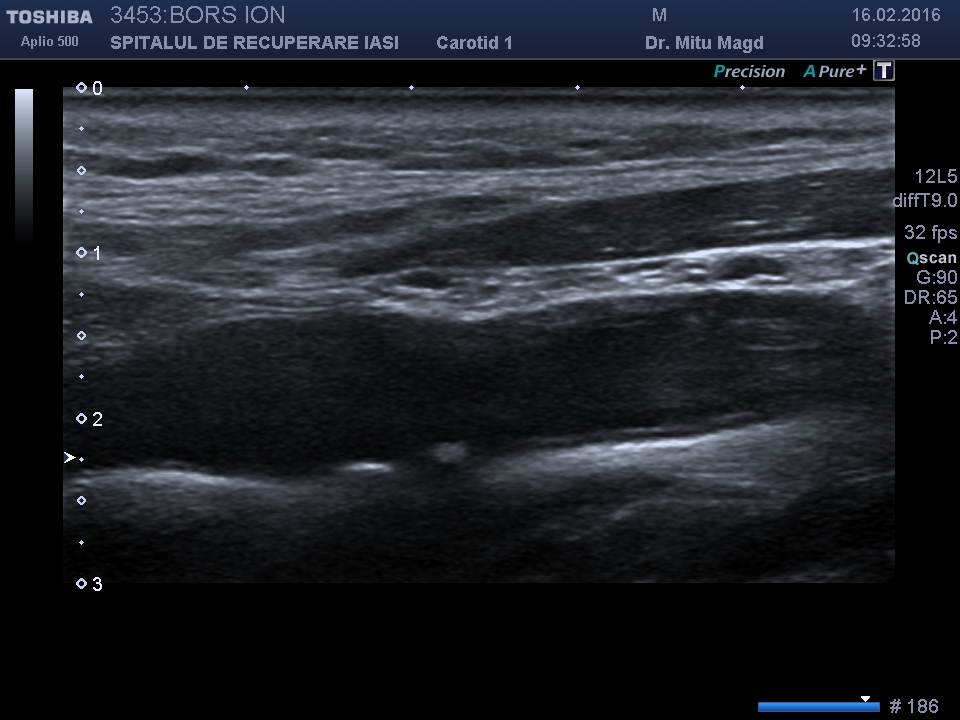 TOSHIBA 3453:BORS ION M 16.02.2016
Aplio 500 SPITALUL DE RECUPERARE IASI Carotid 1 Dr. Mitu Magd 09:32:58
Precision A Pure+ T
0
12L5
diffT9.0
32 fps
1
Qscan
G:90
DR:65
A:4
P:2
2
3
# 186